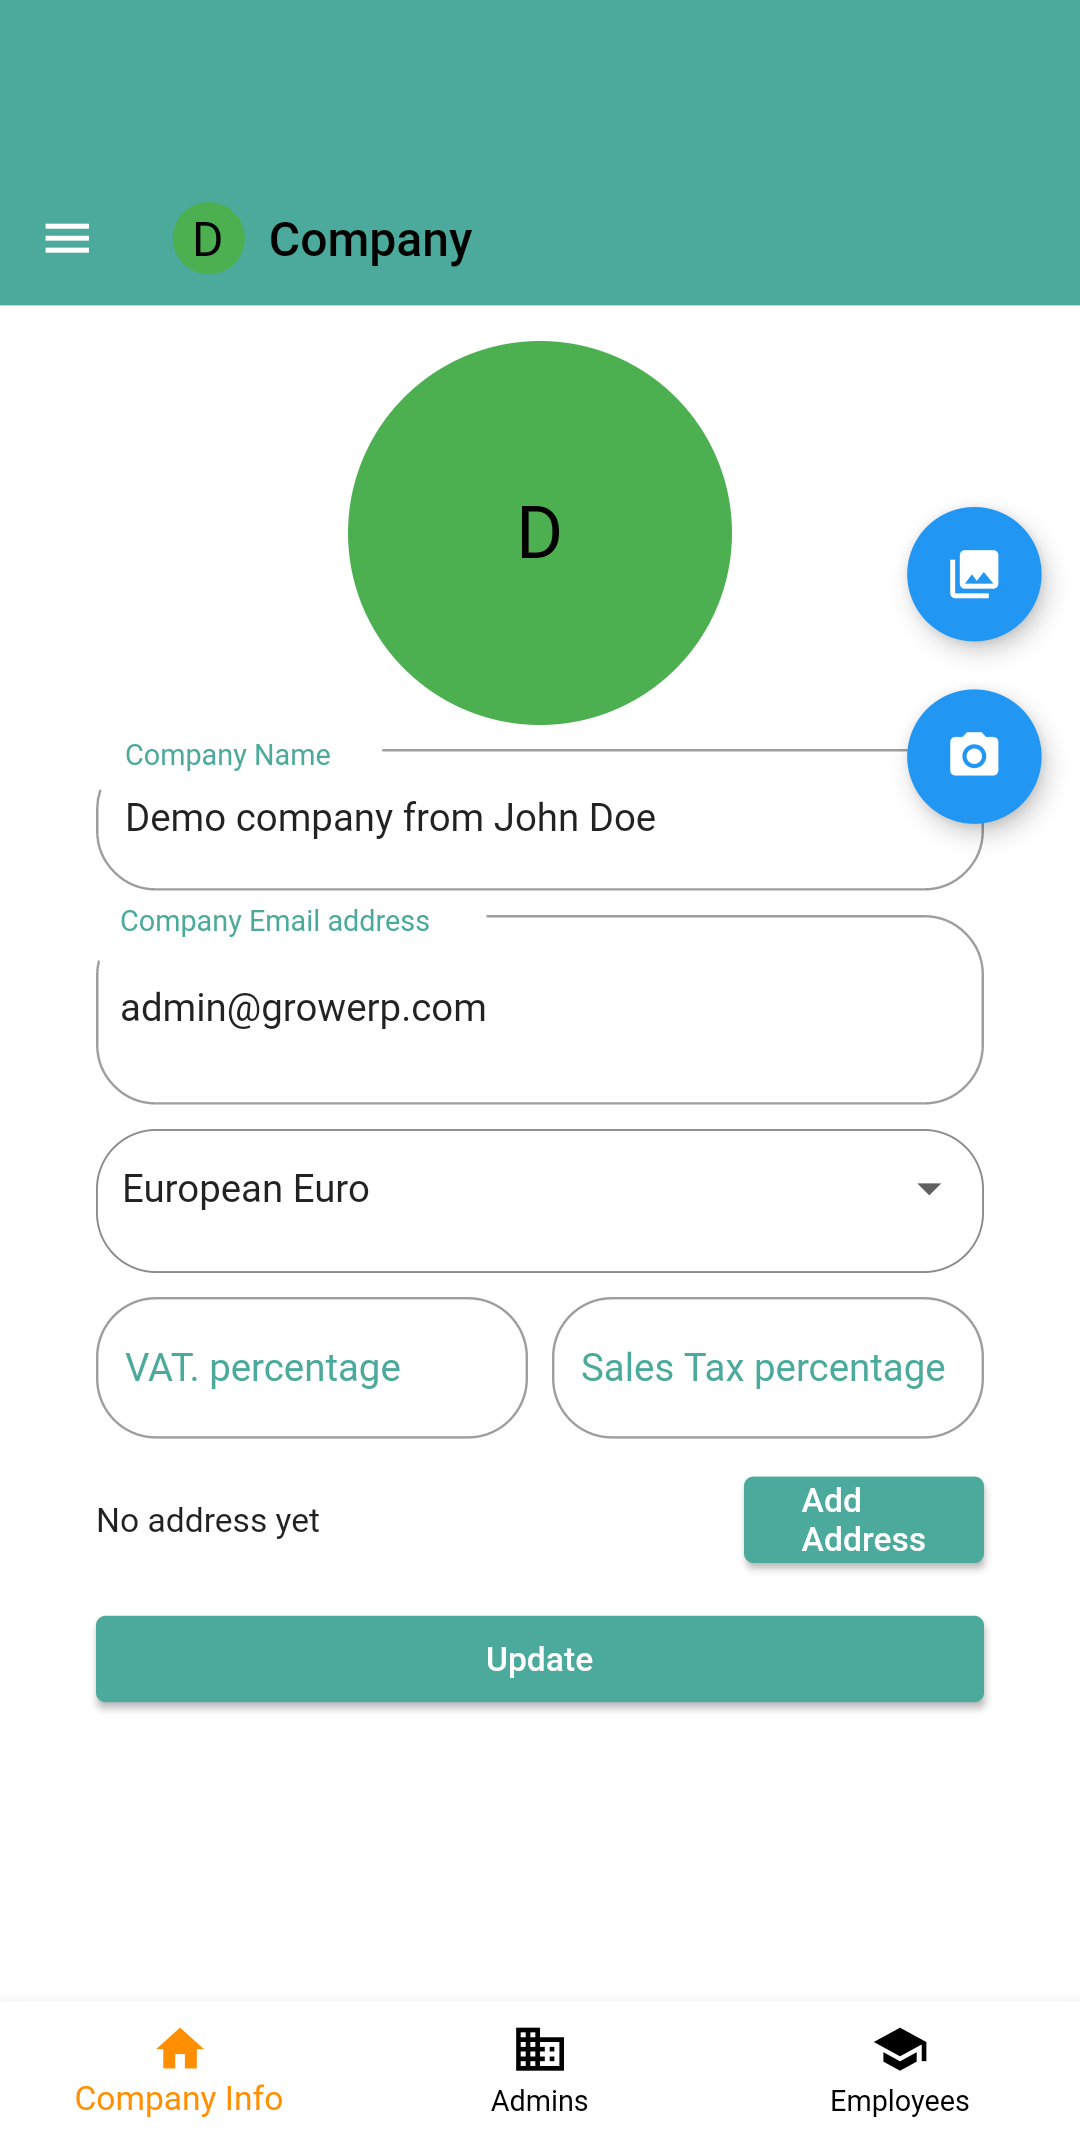 D Company
D
Company Name
Demo company from John Doe
Company Email address
admin@growerp.com
European Euro
VAT. percentage
Sales Tax percentage
No address yet
Add
Address
Update
Company Info
Admins
Employees